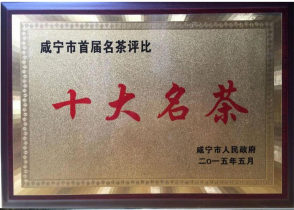 咸宁市首届名茶评比
十大名茶
咸宁市人民政府
二〇一五年五月